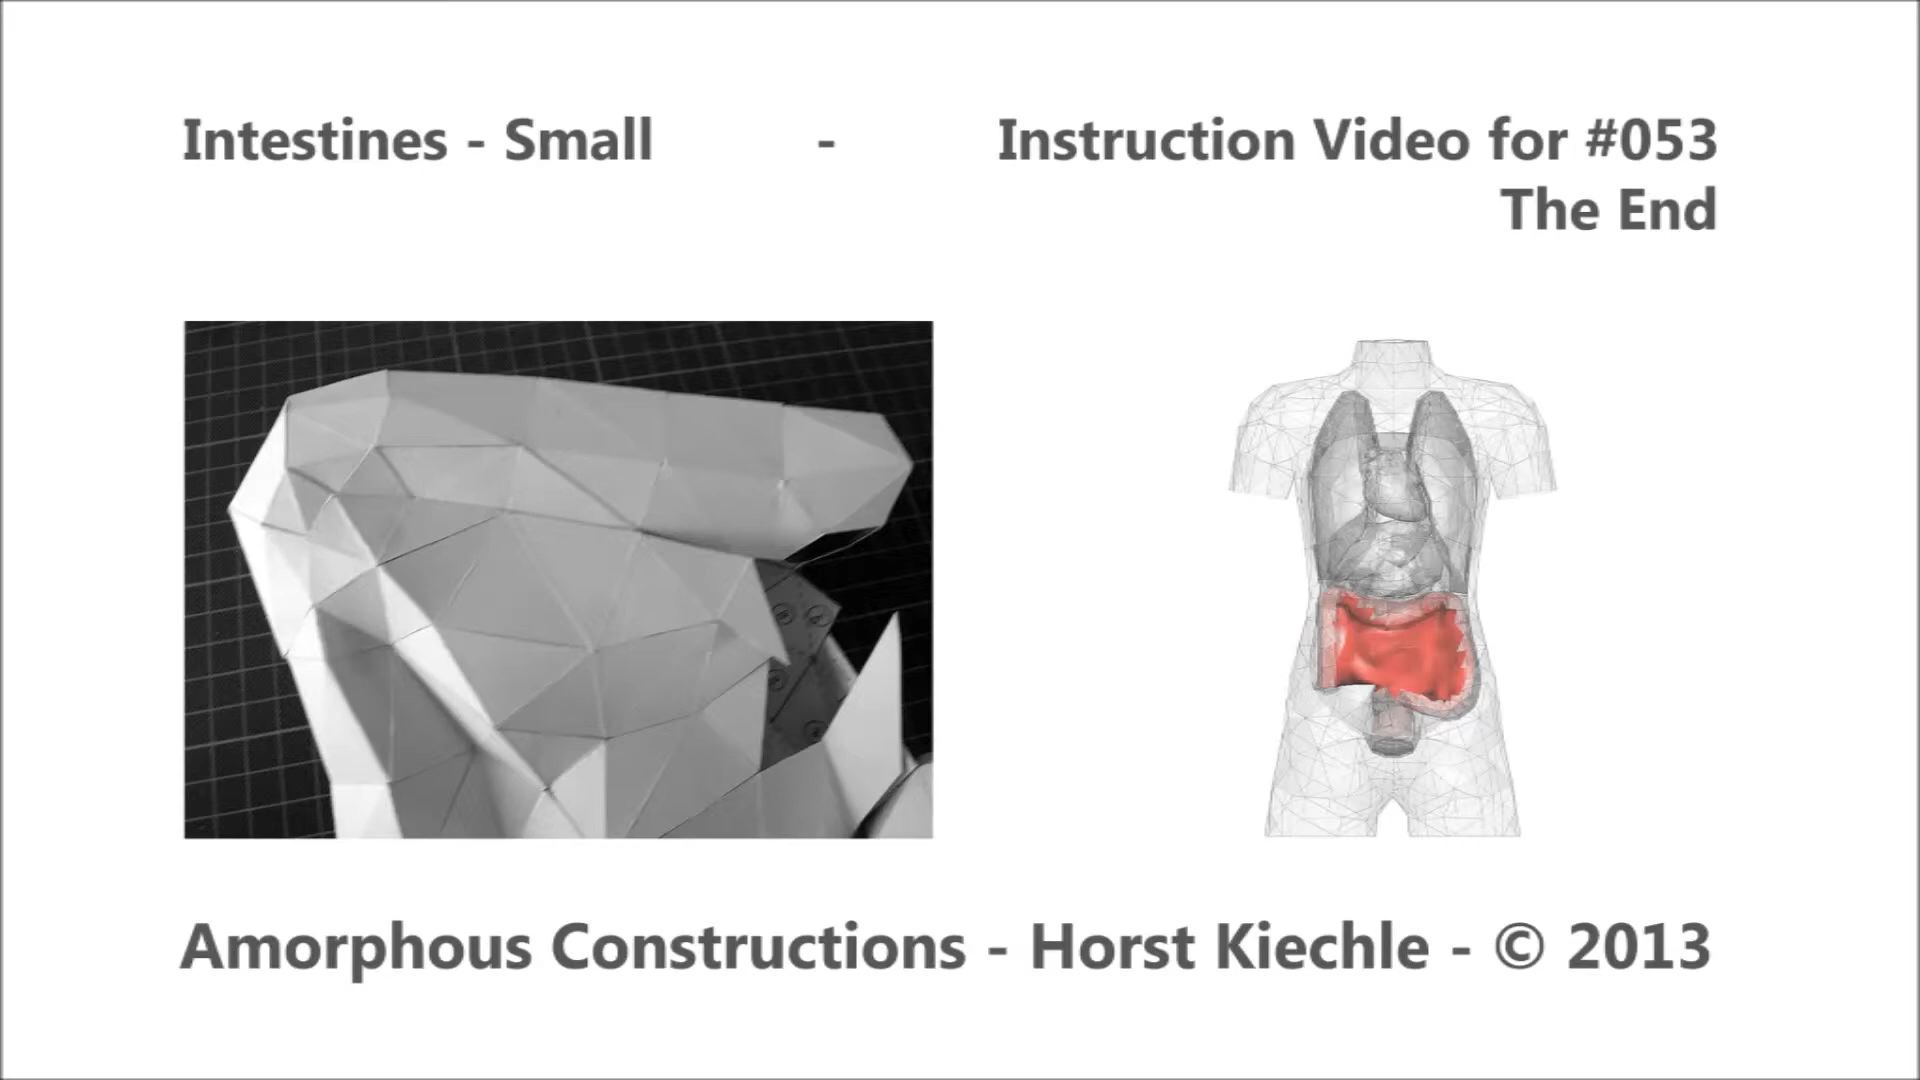 Intestines - Small - Instruction Video for #053
The End
Amorphous Constructions - Horst Kiechle - © 2013